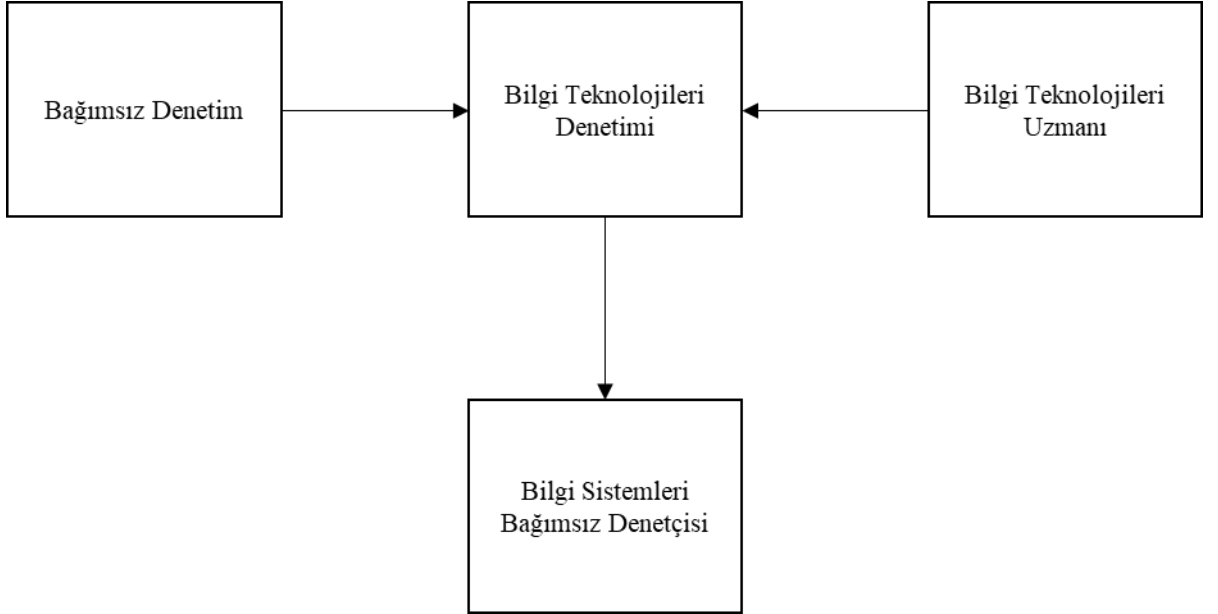 Bağımsız Denetim
Bilgi Teknolojileri
Denetimi
Bilgi Teknolojileri
Uzmanı
Bilgi Sistemleri
Bağımsız Denetçisi